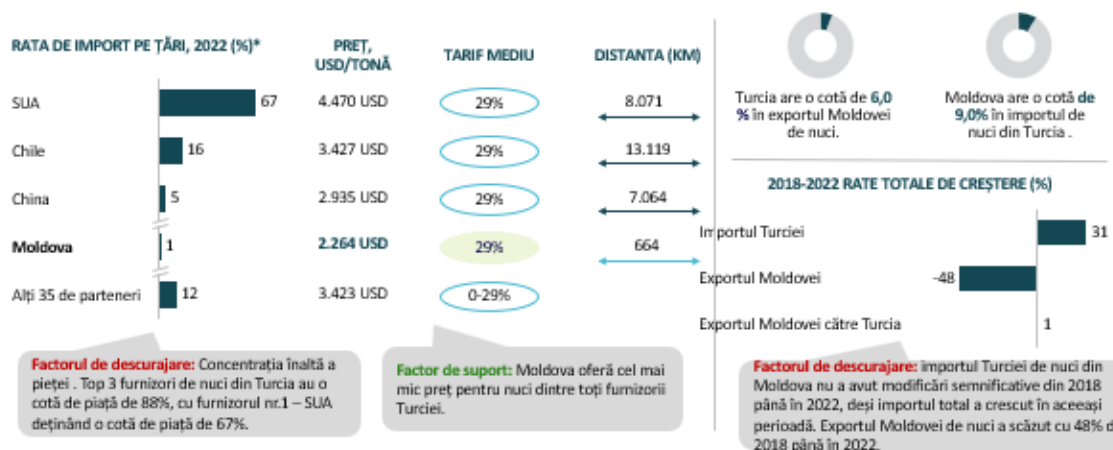 RATA DE IMPORT PE ȚĂRI, 2022 (%)*
PREȚ,
USD/TONĂ
TARIF MEDIU
DISTANTA (KM)
SUA
67
4.470 USD
29%
8.071
Chile
16
3.427 USD
29%
13.119
China
5
2.935 USD
29%
7.064
Moldova
1
2.264 USD
29%
664
Alți 35 de parteneri
12
3.423 USD
0-29%
Factorul de descurajare: Concentrația înaltă a
pieței . Top 3 furnizori de nuci din Turcia au o
cotă de piață de 88%, cu furnizorul nr.1 – SUA
deținând o cotă de piață de 67%.
Factor de suport: Moldova oferă cel mai
mic preț pentru nuci dintre toți furnizorii
Turciei.
Turcia are o cotă de 6,0
% în exportul Moldovei
de nuci.
Moldova are o cotă de
9,0% în importul de
nuci din Turcia .
2018-2022 RATE TOTALE DE CREȘTERE (%)
Importul Turciei
31
Exportul Moldovei
-48
Exportul Moldovei către Turcia
1
Factorul de descurajare: importul Turciei de nuci din
Moldova nu a avut modificări semnificative din 2018
până în 2022, deși importul total a crescut în aceeași
perioadă. Exportul Moldovei de nuci a scăzut cu 48% d
2018 până în 2022.